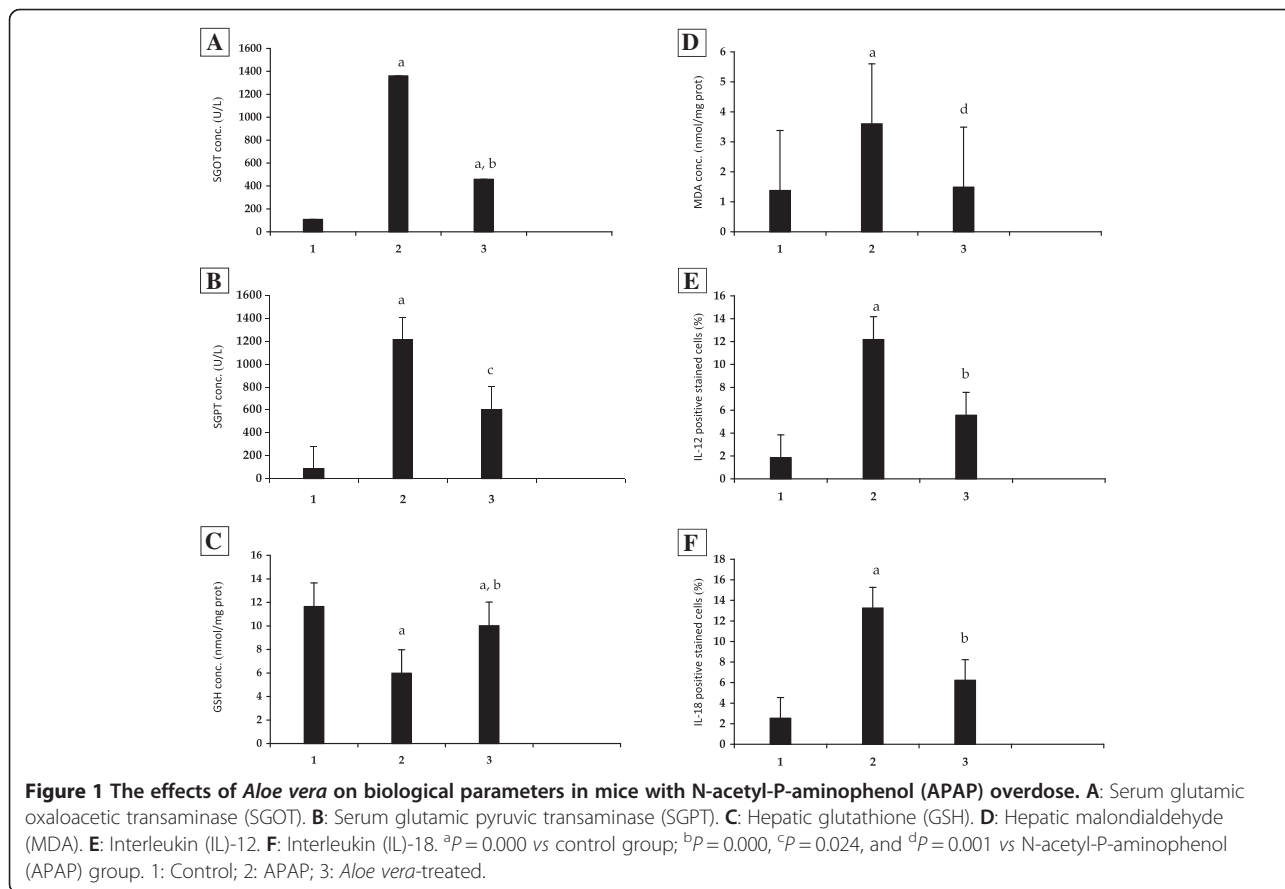 A
SGOT conc. (U/L)
1600
1400
1200
1000
800
600
400
200
0
a
a, b
1 2 3
B
SGPT conc. (U/L)
1600
1400
1200
1000
800
600
400
200
0
a
c
1 2 3
C
GSH conc. (nmol/mg prot)
16
14
12
10
8
6
4
2
0
a
a, b
1 2 3
D
MDA conc. (nmol/mg prot)
6
5
4
3
2
1
0
a
d
1 2 3
E
IL-12 positive stained cells (%)
16
14
12
10
8
6
4
2
0
a
b
1 2 3
F
IL-18 positive stained cells (%)
16
14
12
10
8
6
4
2
0
a
b
1 2 3
Figure 1 The effects of Aloe vera on biological parameters in mice with N-acetyl-P-aminophenol (APAP) overdose. A: Serum glutamic
oxaloacetic transaminase (SGOT). B: Serum glutamic pyruvic transaminase (SGPT). C: Hepatic glutathione (GSH). D: Hepatic malondialdehyde
(MDA). E: Interleukin (IL)-12. F: Interleukin (IL)-18. ᵃP = 0.000 vs control group; ᵇP = 0.000, ᶜP = 0.024, and ᵈP = 0.001 vs N-acetyl-P-aminophenol
(APAP) group. 1: Control; 2: APAP; 3: Aloe vera-treated.